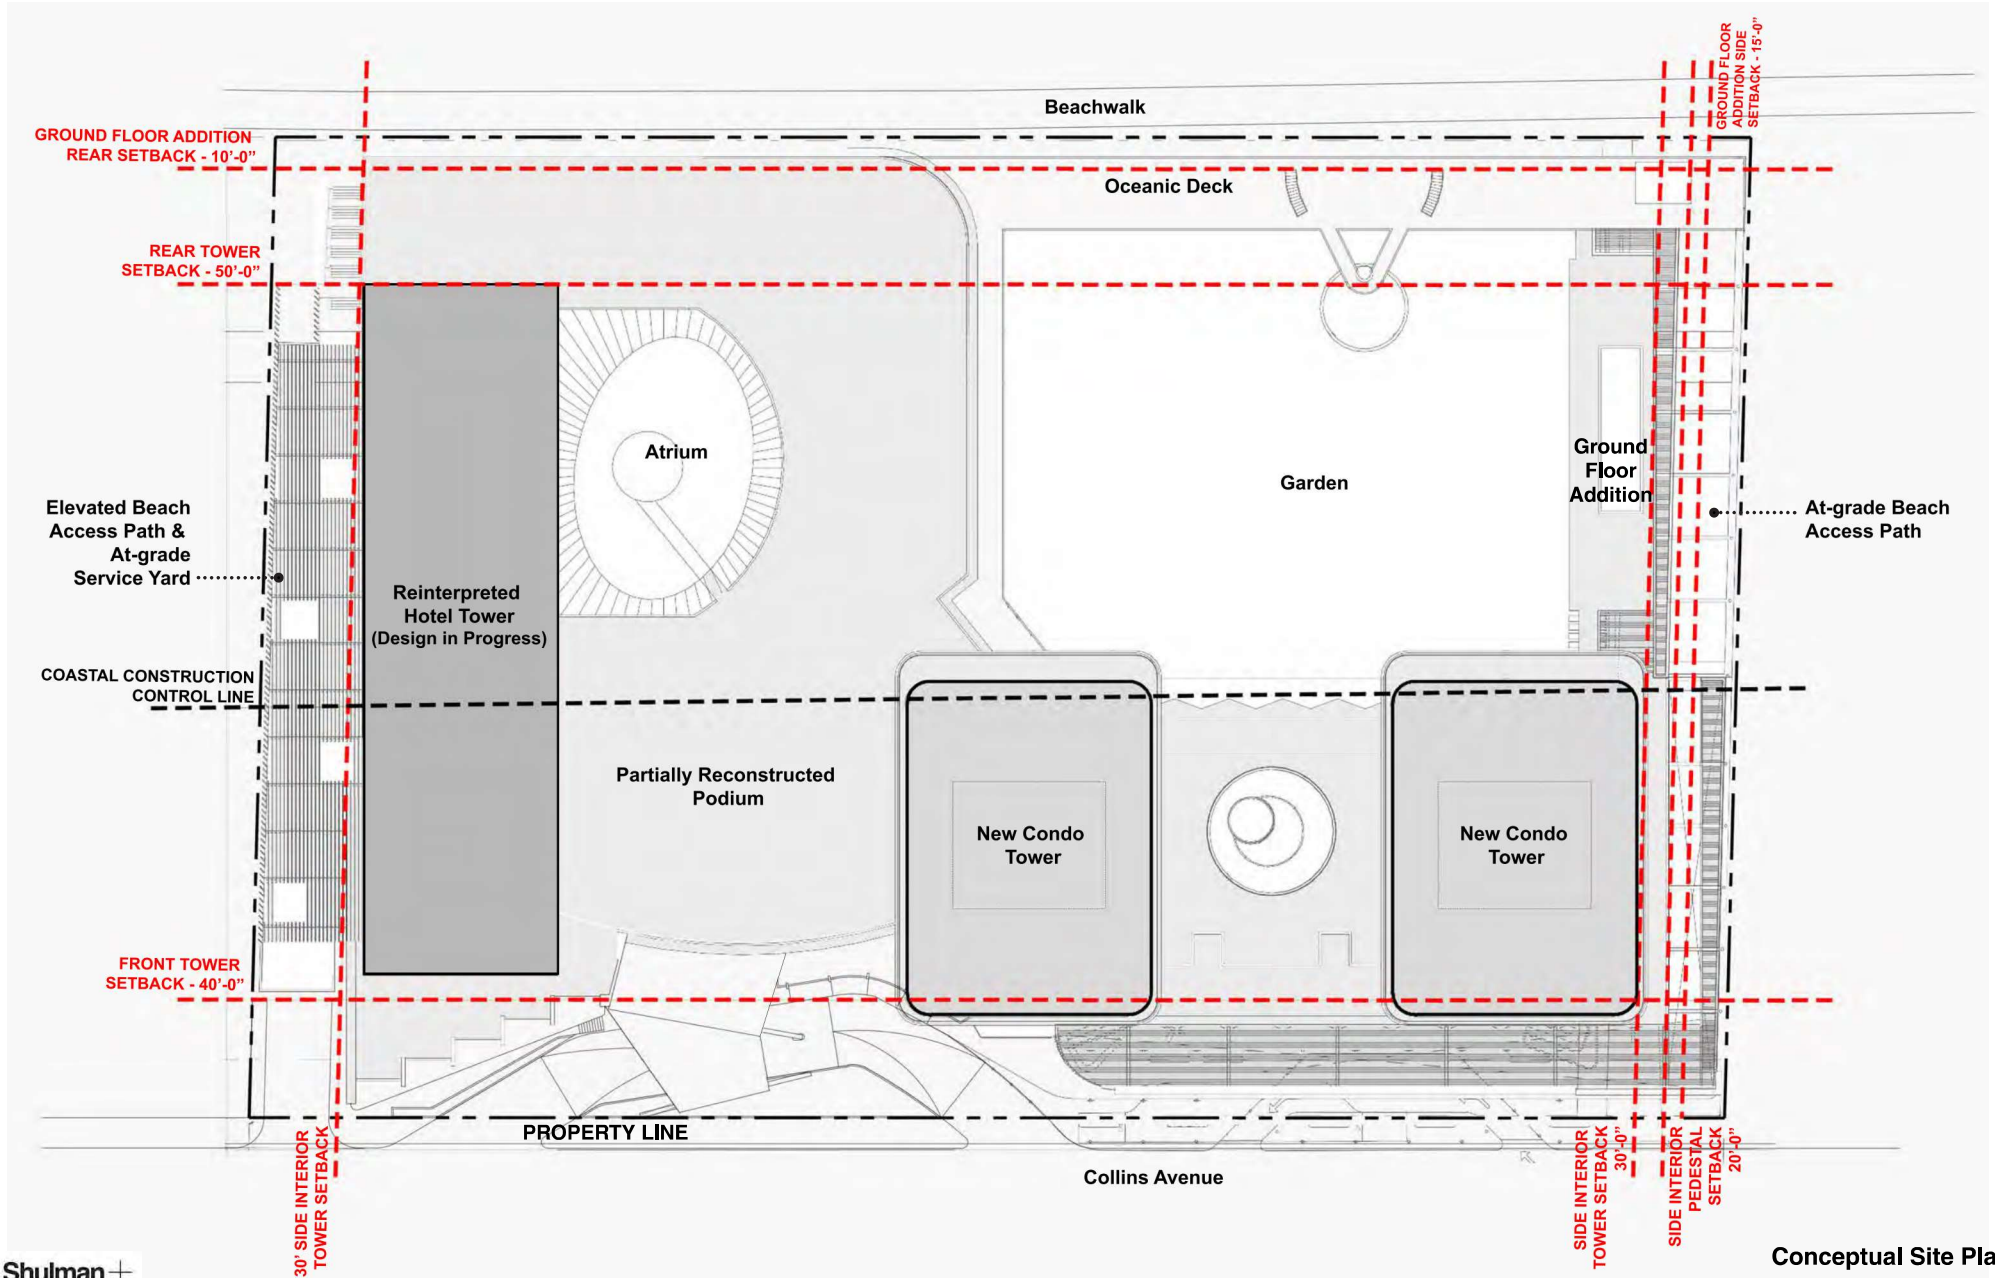 GROUND FLOOR
ADDITION SIDE
SETBACK - 15'-0"
Beachwalk
GROUND FLOOR ADDITION
REAR SETBACK - 10'-0"
Oceanic Deck
REAR TOWER
SETBACK - 50'-0"
Atrium
Garden
Ground
Floor
Addition
Elevated Beach
Access Path &
At-grade
Service Yard
At-grade Beach
Access Path
Reinterpreted
Hotel Tower
(Design in Progress)
COASTAL CONSTRUCTION
CONTROL LINE
Partially Reconstructed
Podium
New Condo
Tower
New Condo
Tower
FRONT TOWER
SETBACK - 40'-0"
PROPERTY LINE
Collins Avenue
30' SIDE INTERIOR
TOWER SETBACK
SIDE INTERIOR
TOWER SETBACK
30'-0"
SIDE INTERIOR
PEDESTAL
SETBACK
20'-0"
Shulman +
Conceptual Site Pla